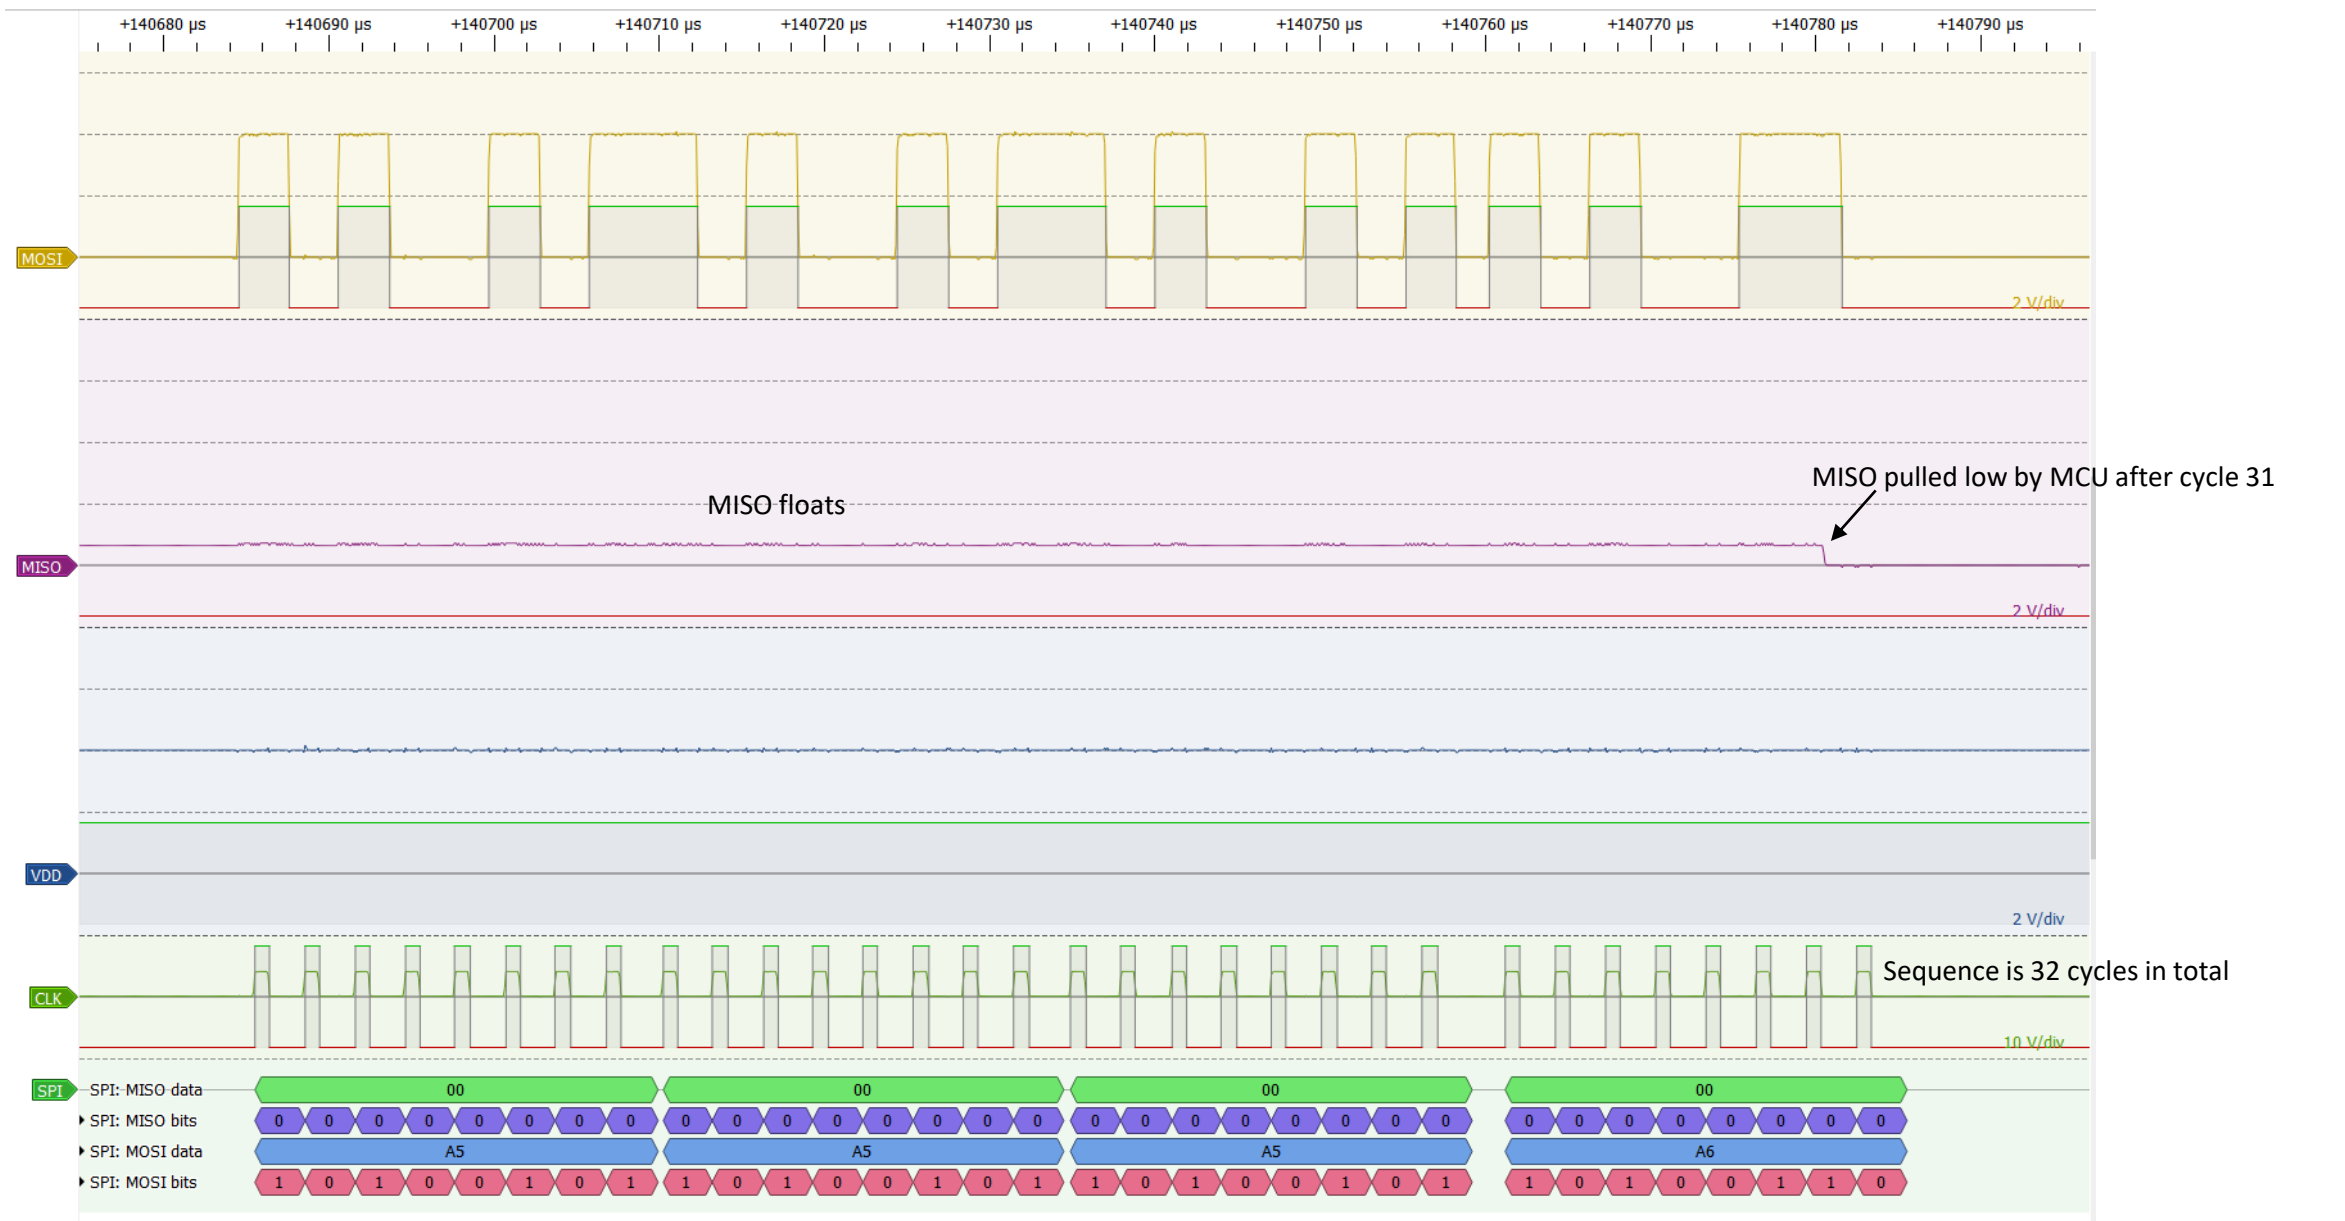 +140680 µs +140690 µs +140700 µs +140710 µs +140720 µs +140730 µs +140740 µs +140750 µs +140760 µs +140770 µs +140780 µs +140790 µs
MOSI
2 V/div
MISO pulled low by MCU after cycle 31
MISO floats
MISO
2 V/div
VDD
2 V/div
Sequence is 32 cycles in total
CLK
10 V/div
SPI SPI: MISO data 00 00 00 00
SPI: MISO bits 0 0 0 0 0 0 0 0 0 0 0 0 0 0 0 0 0 0 0 0 0 0 0 0 0 0 0 0 0 0 0 0
SPI: MOSI data A5 A5 A5 A6
SPI: MOSI bits 1 0 1 0 0 1 0 1 1 0 1 0 0 1 0 1 1 0 1 0 0 1 0 1 1 0 1 0 0 1 1 0